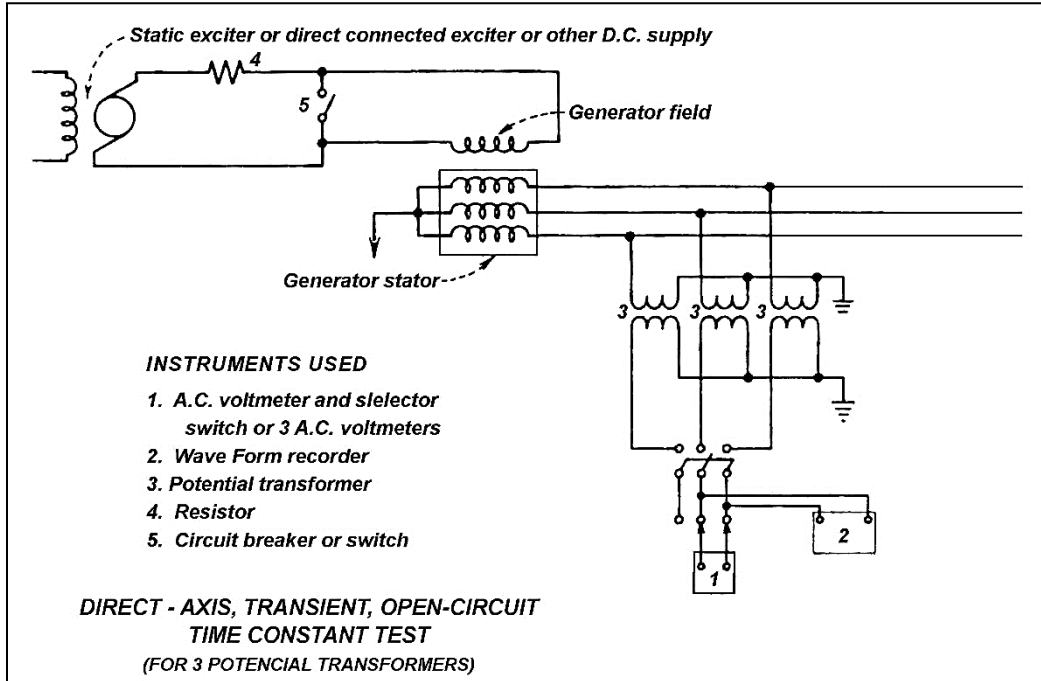 Static exciter or direct connected exciter or other D.C. supply
4
5
Generator field
Generator stator
3
3
3
INSTRUMENTS USED
1. A.C. voltmeter and slelector
switch or 3 A.C. voltmeters
2. Wave Form recorder
3. Potential transformer
4. Resistor
5. Circuit breaker or switch
2
1
DIRECT - AXIS, TRANSIENT, OPEN-CIRCUIT
TIME CONSTANT TEST
(FOR 3 POTENCIAL TRANSFORMERS)